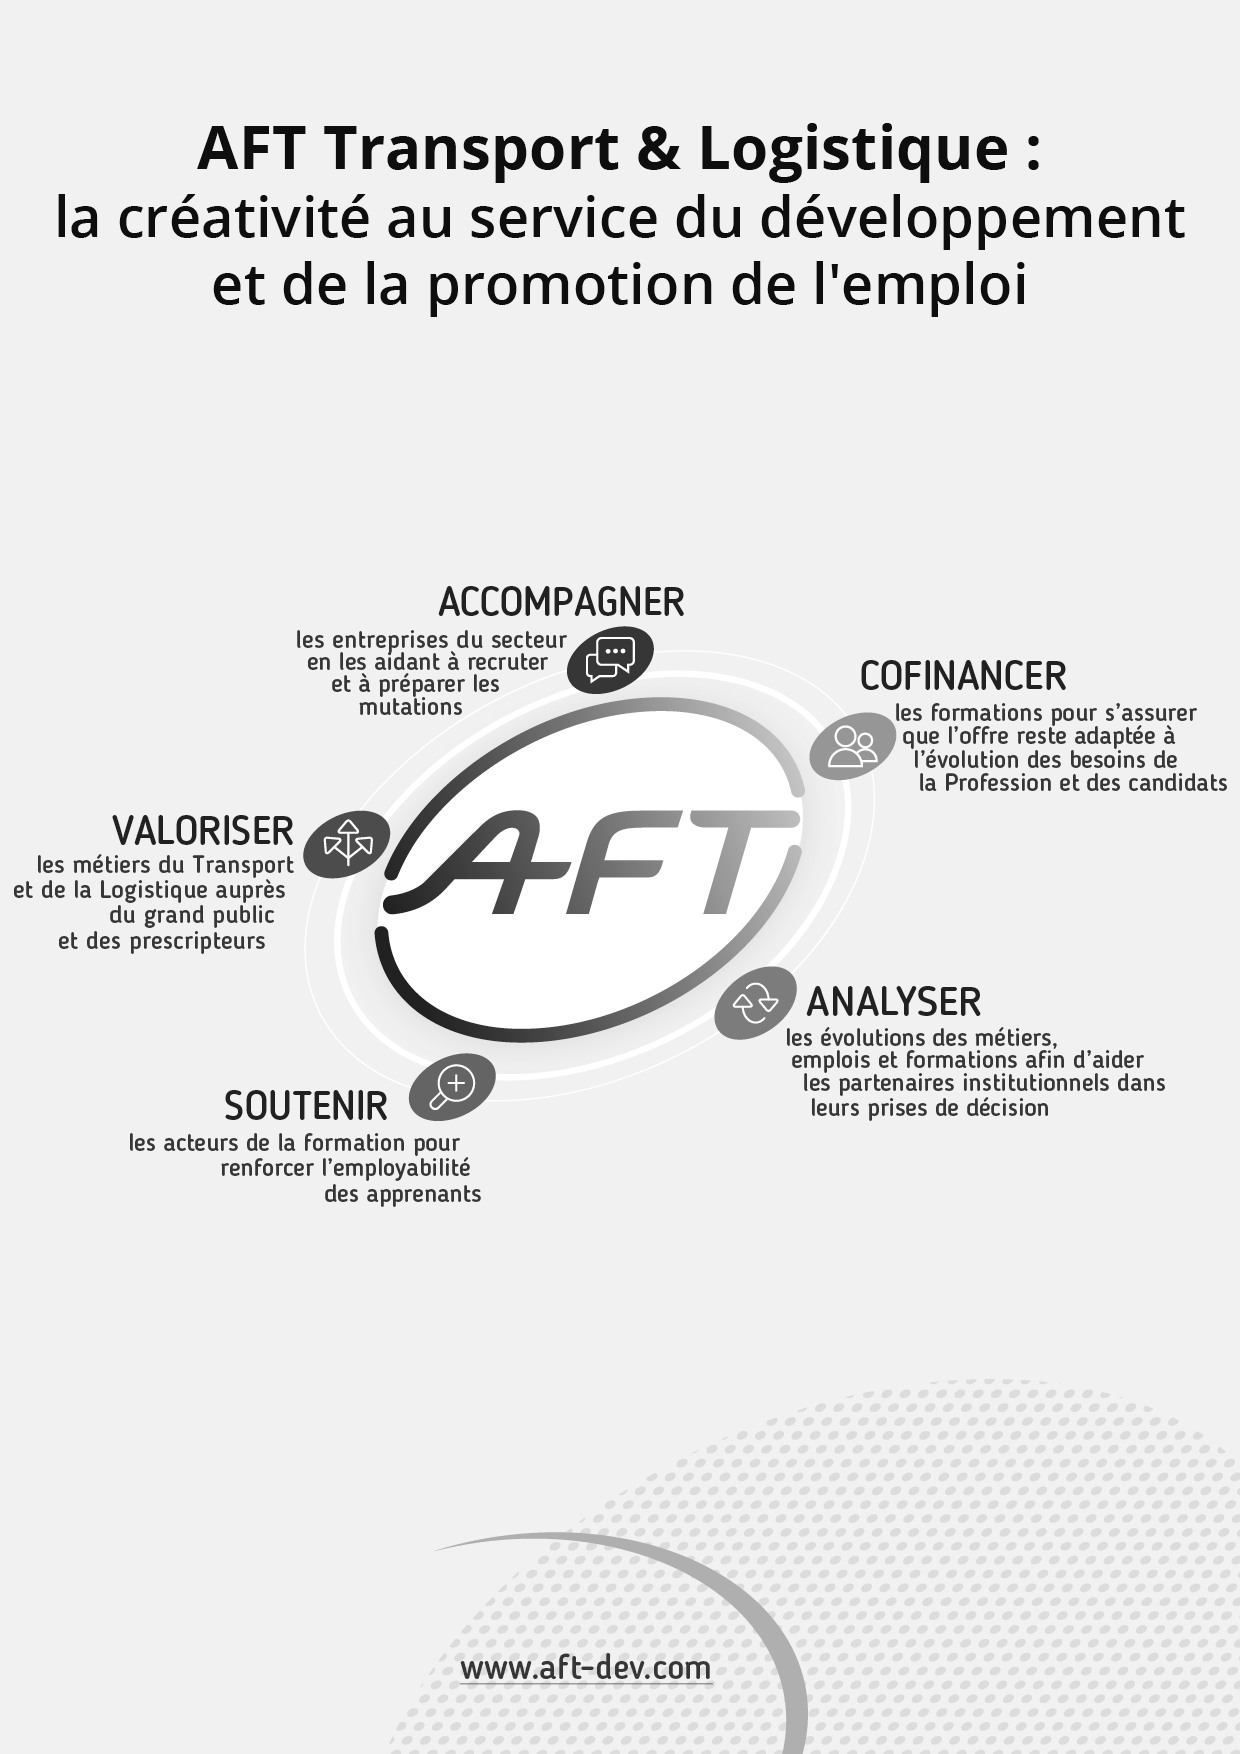 AFT Transport & Logistique :
la créativité au service du développement
et de la promotion de l'emploi
ACCOMPAGNER
les entreprises du secteur
en les aidant à recruter
et à préparer les
mutations
COFINANCER
les formations pour s’assurer
que l’offre reste adaptée à
l’évolution des besoins de
la Profession et des candidats
VALORISER
les métiers du Transport
et de la Logistique auprès
du grand public
et des prescripteurs
AFT
ANALYSER
les évolutions des métiers,
emplois et formations afin d’aider
les partenaires institutionnels dans
leurs prises de décision
SOUTENIR
les acteurs de la formation pour
renforcer l’employabilité
des apprenants
www.aft-dev.com